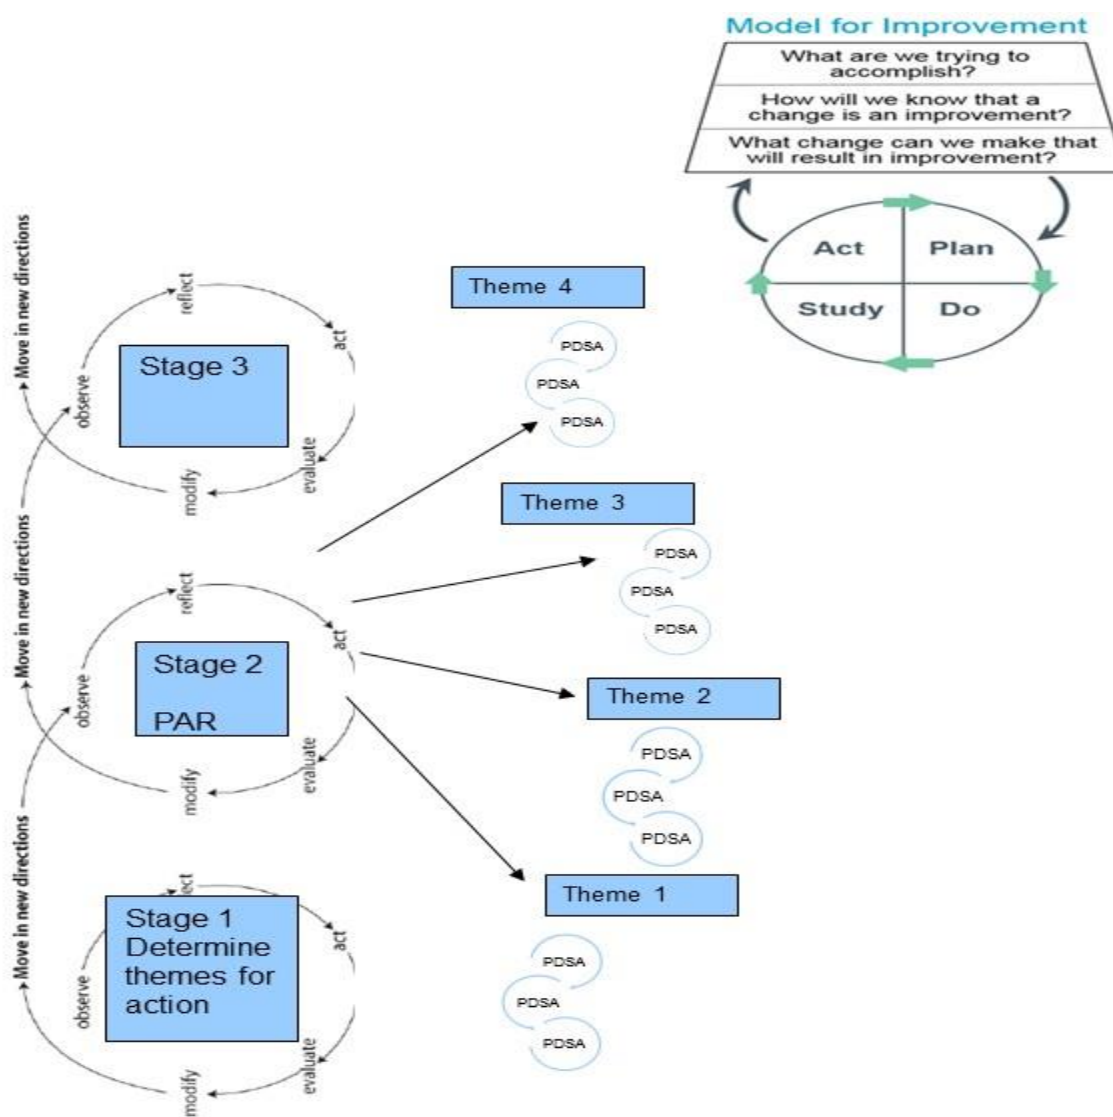 Model for Improvement
What are we trying to
accomplish?
How will we know that a
change is an improvement?
What change can we make that
will result in improvement?
Act
Plan
Study
Do
Move in new directions
reflect
act
observe
Stage 3
evaluate
modify
Theme 4
PDSA
PDSA
PDSA
Theme 3
PDSA
PDSA
PDSA
Move in new directions
reflect
act
observe
Stage 2
PAR
evaluate
modify
Theme 2
PDSA
PDSA
PDSA
Theme 1
PDSA
PDSA
PDSA
Move in new directions
act
observe
Stage 1
Determine
themes for
action
evaluate
modify